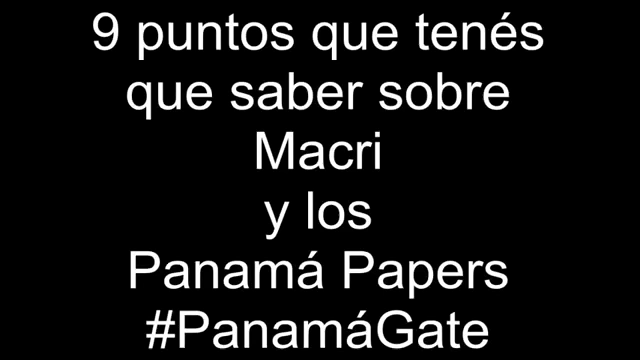 9 puntos que tenés
que saber sobre
Macri
y los
Panamá Papers
#PanamáGate